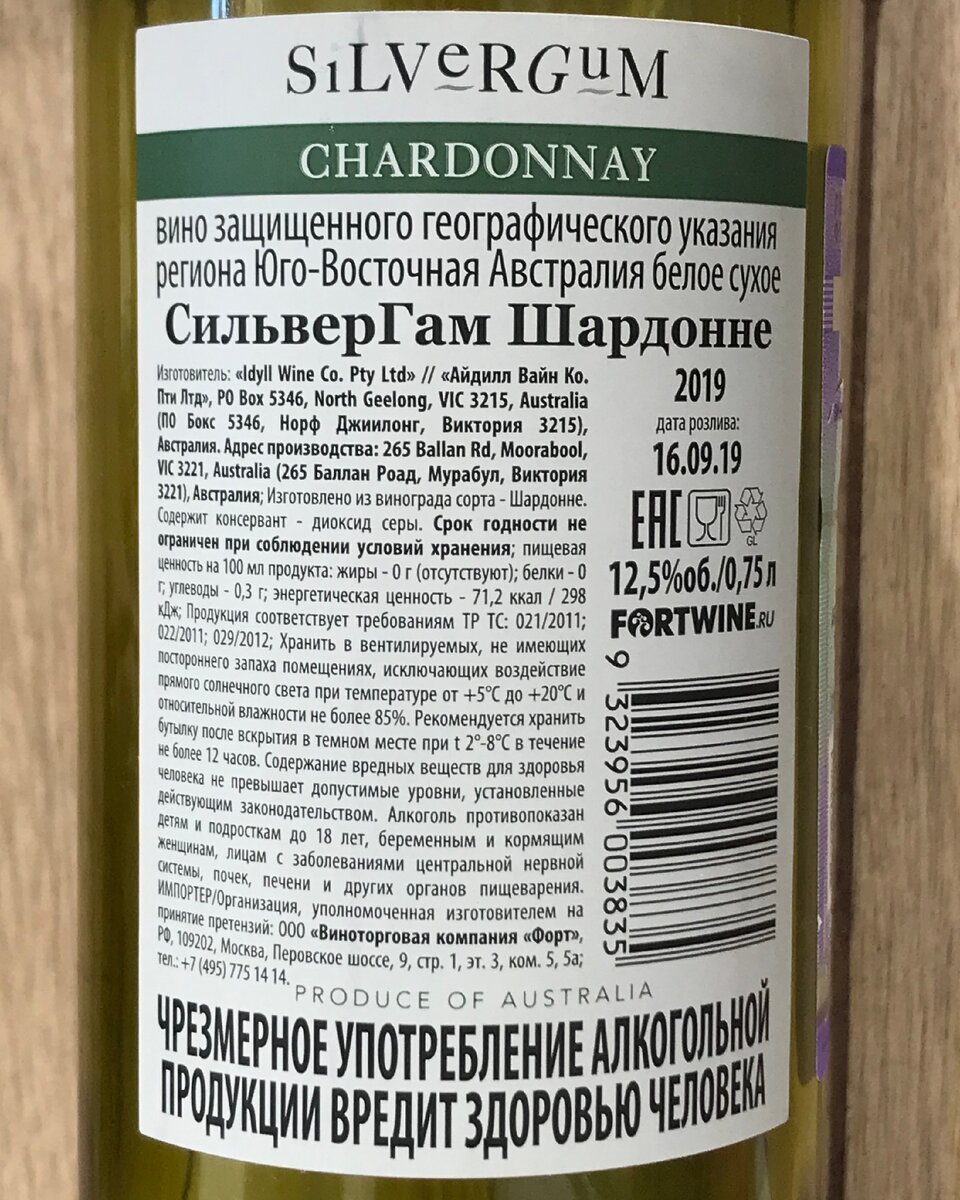 SiLVeRGuM
CHARDONNAY
вино защищенного географического указания
региона Юго-Восточная Австралия белое сухое
СильверГам Шардонне
Изготовитель: «Idyll Wine Co. Pty Ltd» // «Айдилл Вайн Ко.
Пти Лтд», PO Box 5346, North Geelong, VIC 3215, Australia
(ПО Бокс 5346, Норф Джиилонг, Виктория 3215),
Австралия. Адрес производства: 265 Ballan Rd, Moorabool,
VIC 3221, Australia (265 Баллан Роад, Мурабул, Виктория
3221), Австралия; Изготовлено из винограда сорта - Шардонне.
Содержит консервант - диоксид серы. Срок годности не
ограничен при соблюдении условий хранения; пищевая
ценность на 100 мл продукта: жиры - 0 г (отсутствуют); белки - 0
г; углеводы - 0,3 г; энергетическая ценность - 71,2 ккал / 298
кДж; Продукция соответствует требованиям ТР ТС: 021/2011;
022/2011; 029/2012; Хранить в вентилируемых, не имеющих
постороннего запаха помещениях, исключающих воздействие
прямого солнечного света при температуре от +5°С до +20°С и
относительной влажности не более 85%. Рекомендуется хранить
бутылку после вскрытия в темном месте при t 2°-8°С в течение
не более 12 часов. Содержание вредных веществ для здоровья
человека не превышает допустимые уровни, установленные
действующим законодательством. Алкоголь противопоказан
детям и подросткам до 18 лет, беременным и кормящим
женщинам, лицам с заболеваниями центральной нервной
системы, почек, печени и других органов пищеварения.
ИМПОРТЕР/Организация, уполномоченная изготовителем на
принятие претензий: ООО «Виноторговая компания «Форт»,
РФ, 109202, Москва, Перовское шоссе, 9, стр. 1, эт. 3, ком. 5, 5а;
тел.: +7 (495) 775 14 14.
2019
дата розлива:
16.09.19
ЕАС
GL
12,5%об./0,75 л
FORTWINE.RU
9 323956 003835
PRODUCE OF AUSTRALIA
ЧРЕЗМЕРНОЕ УПОТРЕБЛЕНИЕ АЛКОГОЛЬНОЙ
ПРОДУКЦИИ ВРЕДИТ ЗДОРОВЬЮ ЧЕЛОВЕКА